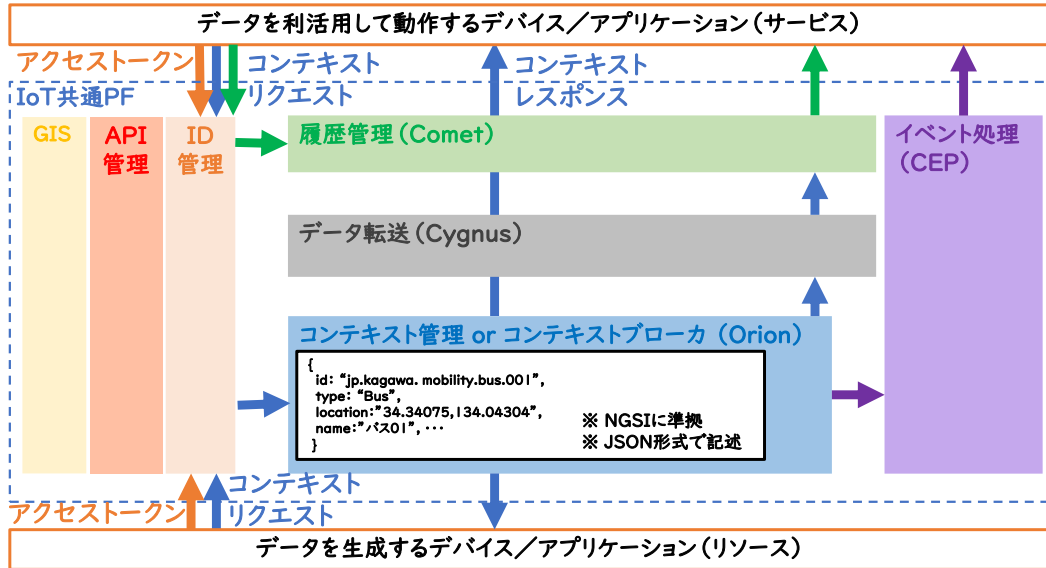 データを利活用して動作するデバイス／アプリケーション（サービス）
アクセストークン
コンテキスト
リクエスト
コンテキスト
レスポンス
IoT共通PF
GIS
API
管理
ID
管理
履歴管理（Comet）
イベント処理
（CEP）
データ転送（Cygnus）
コンテキスト管理 or コンテキストブローカ （Orion）
{
id: “jp.kagawa. mobility.bus.001”,
type: “Bus”,
location:”34.34075,134.04304”,
name:”バス01”, ･･･
}
※ NGSIに準拠
※ JSON形式で記述
コンテキスト
リクエスト
アクセストークン
データを生成するデバイス／アプリケーション（リソース）